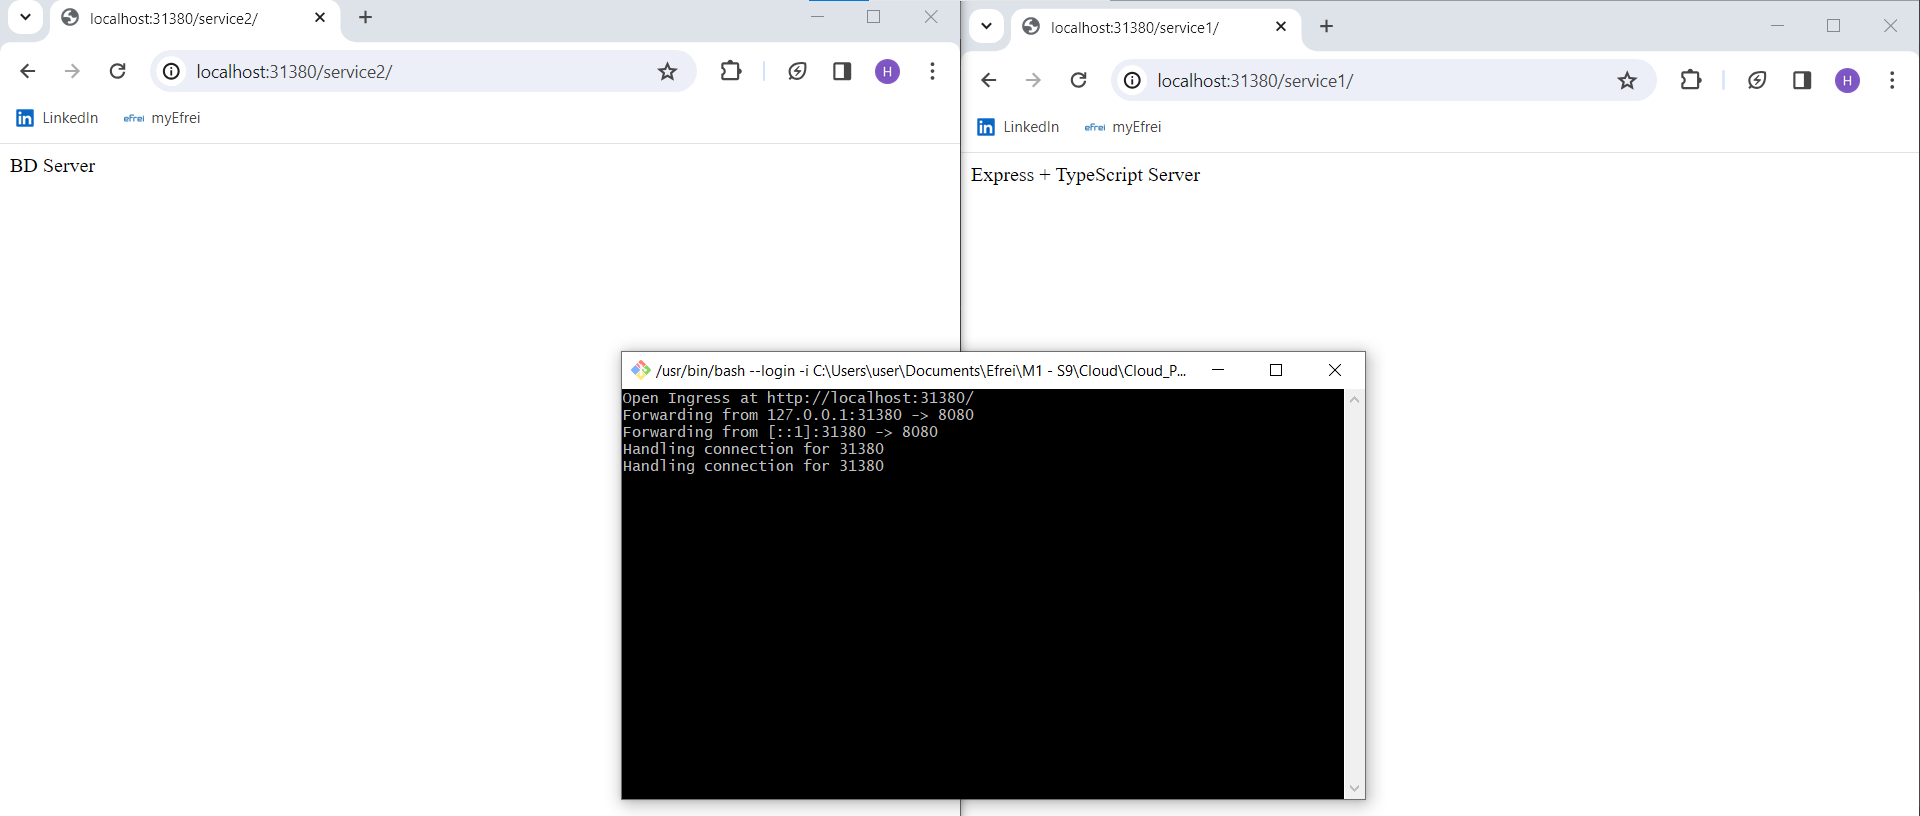 localhost:31380/service2/
localhost:31380/service2/
H
LinkedIn
efrei myEfrei
BD Server
localhost:31380/service1/
localhost:31380/service1/
H
LinkedIn
efrei myEfrei
Express + TypeScript Server
/usr/bin/bash --login -i C:\Users\user\Documents\Efrei\M1 - S9\Cloud\Cloud_P...
Open Ingress at http://localhost:31380/
Forwarding from 127.0.0.1:31380 -> 8080
Forwarding from [::1]:31380 -> 8080
Handling connection for 31380
Handling connection for 31380